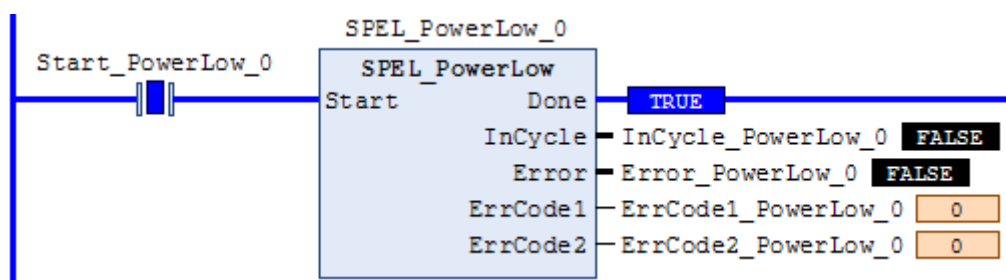 SPEL_PowerLow_0
Start_PowerLow_0
SPEL_PowerLow
Start Done TRUE
InCycle InCycle_PowerLow_0 FALSE
Error Error_PowerLow_0 FALSE
ErrCode1 ErrCode1_PowerLow_0 0
ErrCode2 ErrCode2_PowerLow_0 0